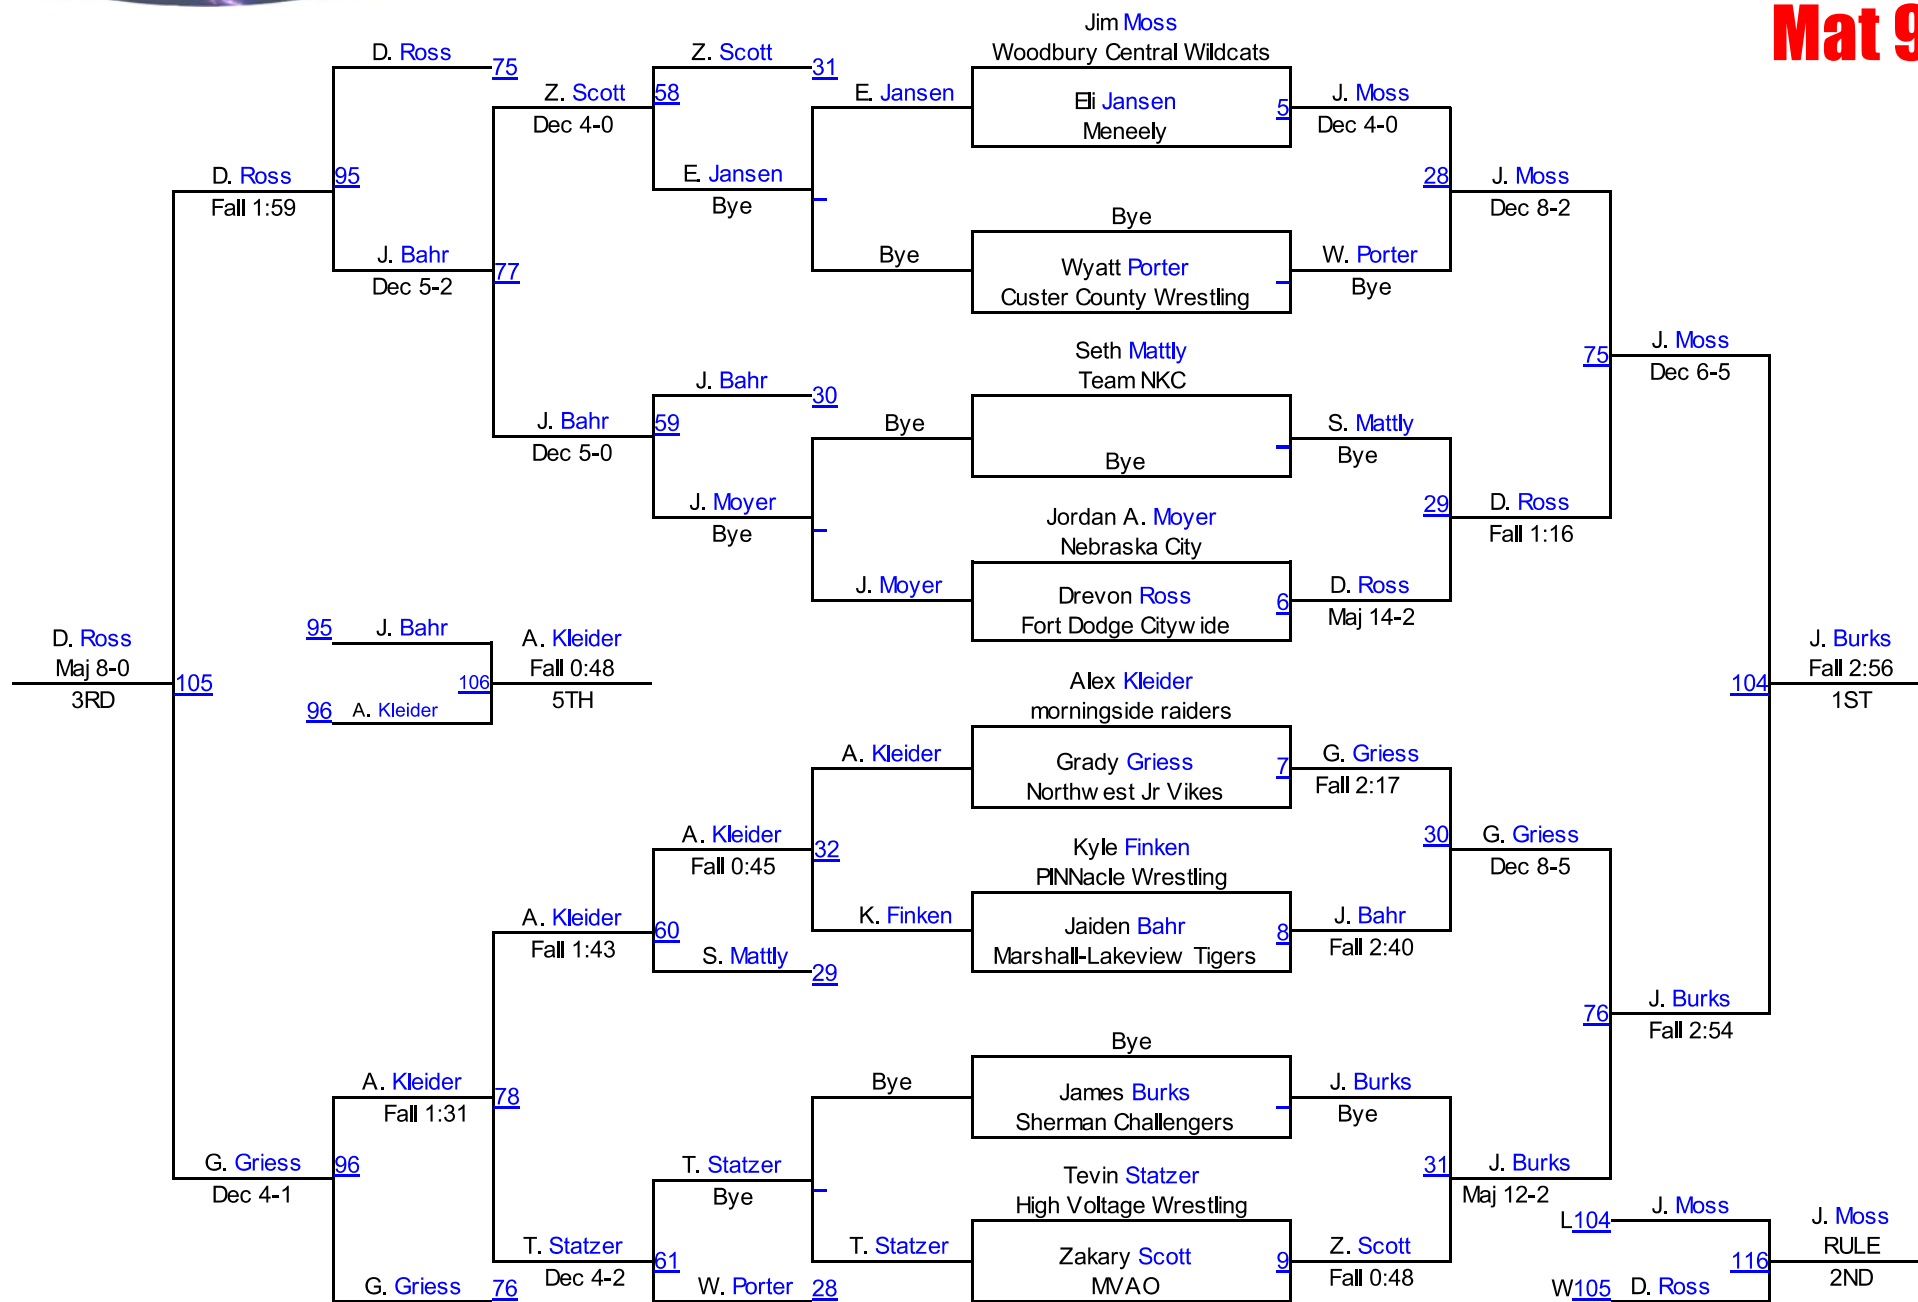 Mat 9
Jim Moss
D. Ross
Z. Scott
Woodbury Central Wildcats
75
31
Z. Scott
58
E. Jansen
Eli Jansen
5
J. Moss
Dec 4-0
Meneely
Dec 4-0
D. Ross
95
E. Jansen
28
J. Moss
Fall 1:59
Bye
Bye
Dec 8-2
J. Bahr
77
Bye
Wyatt Porter
W. Porter
Dec 5-2
Custer County Wrestling
Bye
Seth Mattly
75
J. Moss
J. Bahr
30
Team NKC
Dec 6-5
J. Bahr
59
Bye
S. Mattly
Dec 5-0
Bye
Bye
J. Moyer
Jordan A. Moyer
29
D. Ross
Bye
Nebraska City
Fall 1:16
J. Moyer
Drevon Ross
6
D. Ross
Fort Dodge Citywide
Maj 14-2
D. Ross
95
J. Bahr
A. Kleider
J. Burks
Maj 8-0
Fall 0:48
Fall 2:56
3RD
105
106
5TH
Alex Kleider
104
1ST
96
A. Kleider
morningside raiders
A. Kleider
Grady Griess
7
G. Griess
Northwest Jr Vikes
Fall 2:17
A. Kleider
32
Kyle Finken
30
G. Griess
Fall 0:45
PINNacle Wrestling
Dec 8-5
A. Kleider
60
K. Finken
Jaiden Bahr
8
J. Bahr
Fall 1:43
S. Mattly
29
Marshall-Lakeview Tigers
Fall 2:40
76
J. Burks
Bye
Fall 2:54
A. Kleider
78
Bye
James Burks
J. Burks
Fall 1:31
Sherman Challengers
Bye
G. Griess
96
T. Statzer
Tevin Statzer
31
J. Burks
Dec 4-1
Bye
High Voltage Wrestling
Maj 12-2
L104
J. Moss
J. Moss
T. Statzer
61
T. Statzer
Zakary Scott
9
Z. Scott
116
RULE
Dec 4-2
MVAO
Fall 0:48
2ND
G. Griess
76
W. Porter
28
W105
D. Ross